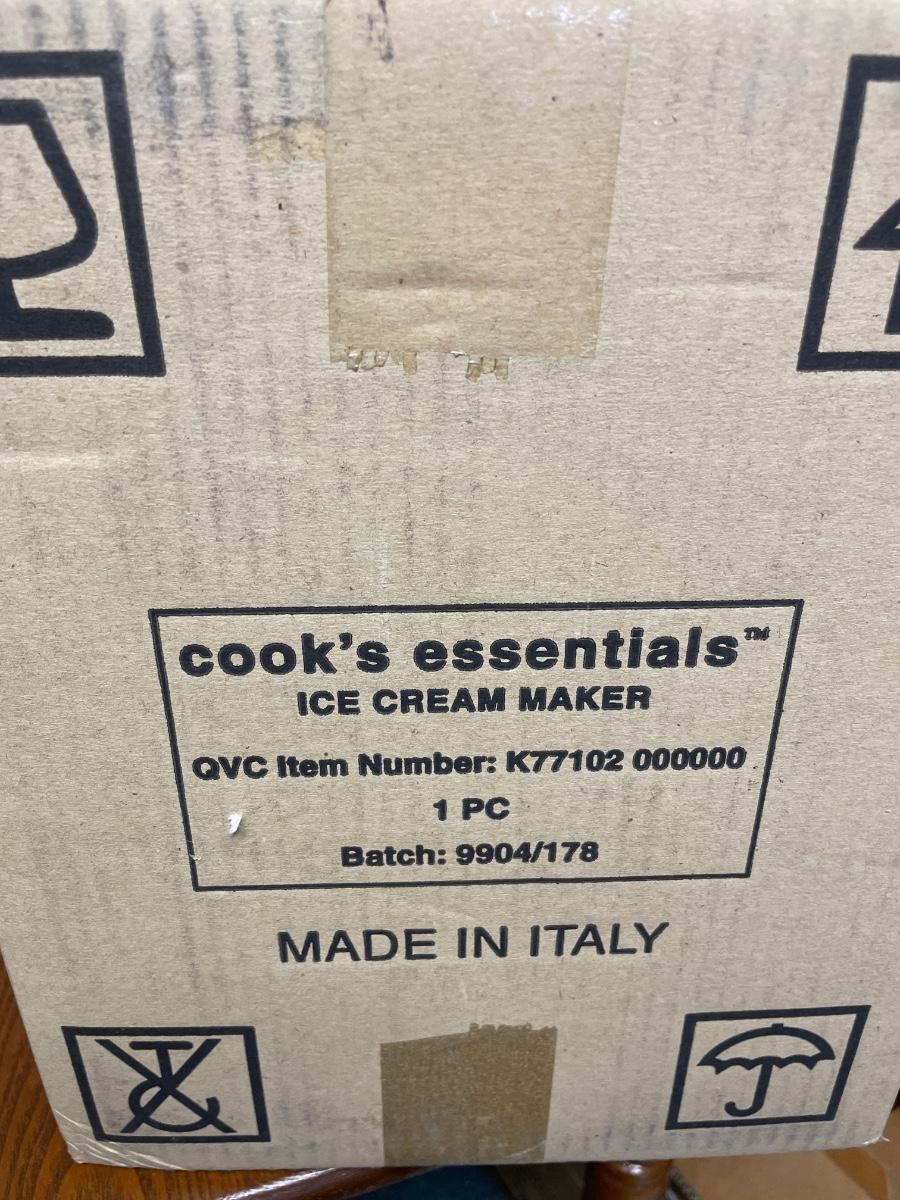 cook's essentials™
ICE CREAM MAKER
QVC Item Number: K77102 000000
1 PC
Batch: 9904/178
MADE IN ITALY